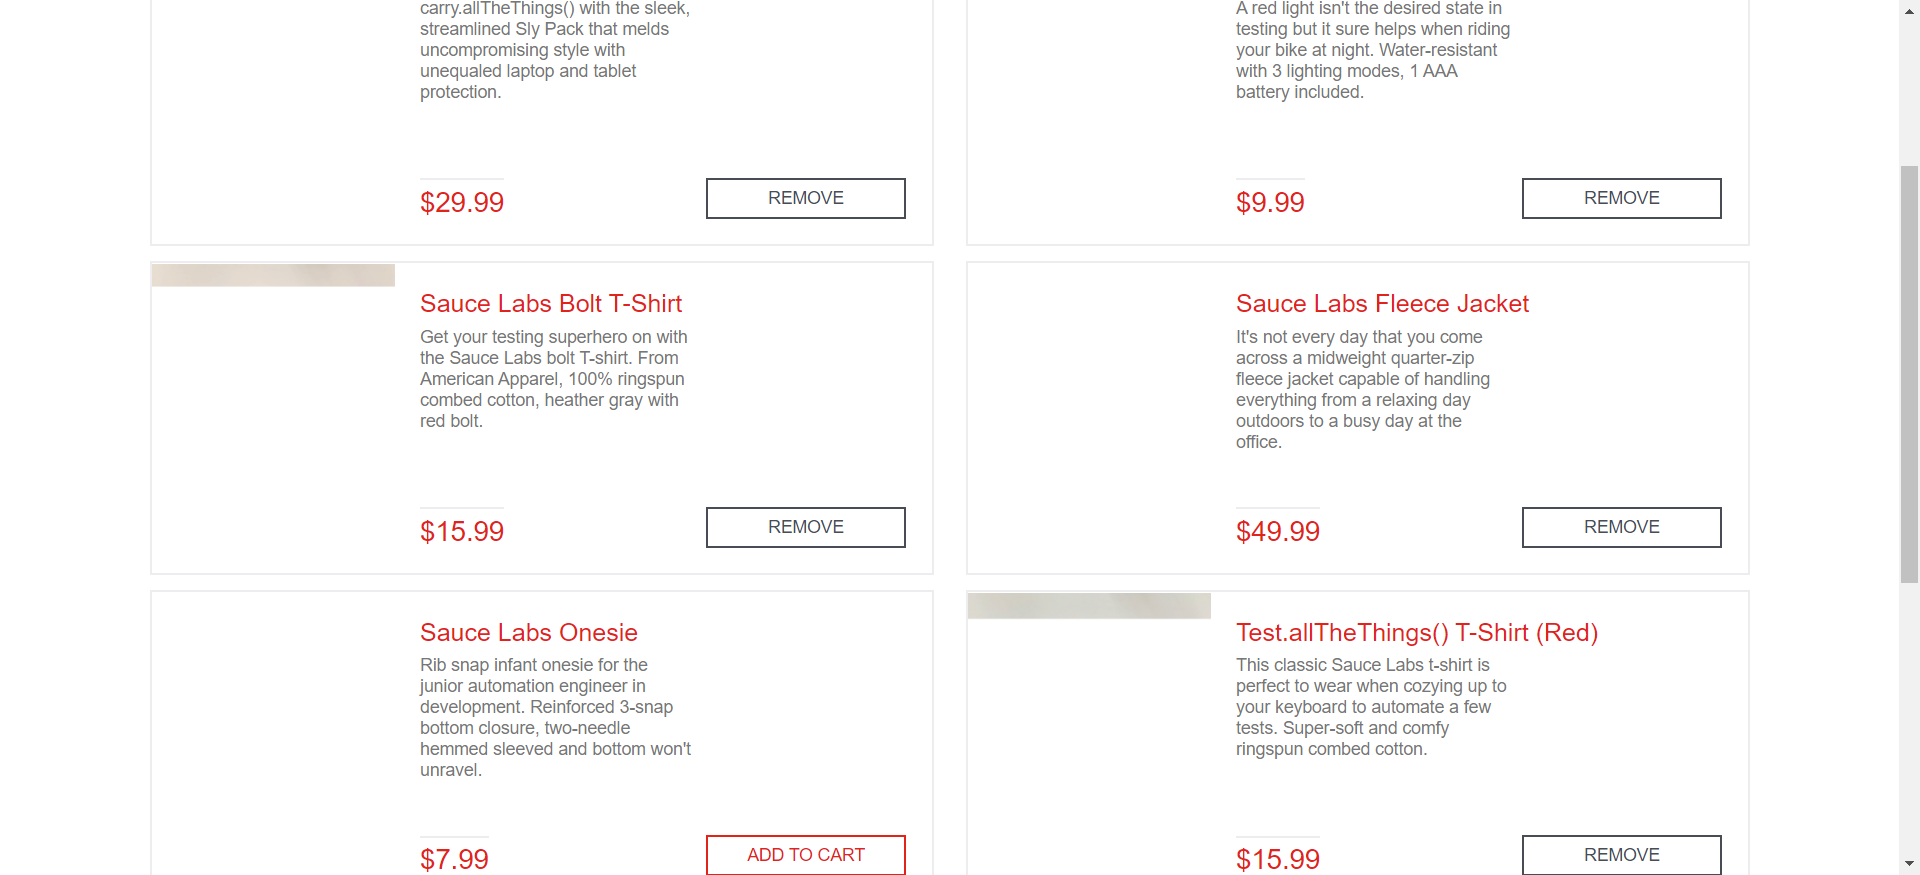 carry.allTheThings() with the sleek,
streamlined Sly Pack that melds
uncompromising style with
unequaled laptop and tablet
protection.
$29.99
REMOVE
A red light isn't the desired state in
testing but it sure helps when riding
your bike at night. Water-resistant
with 3 lighting modes, 1 AAA
battery included.
$9.99
REMOVE
Sauce Labs Bolt T-Shirt
Get your testing superhero on with
the Sauce Labs bolt T-shirt. From
American Apparel, 100% ringspun
combed cotton, heather gray with
red bolt.
$15.99
REMOVE
Sauce Labs Fleece Jacket
It's not every day that you come
across a midweight quarter-zip
fleece jacket capable of handling
everything from a relaxing day
outdoors to a busy day at the
office.
$49.99
REMOVE
Sauce Labs Onesie
Rib snap infant onesie for the
junior automation engineer in
development. Reinforced 3-snap
bottom closure, two-needle
hemmed sleeved and bottom won't
unravel.
$7.99
ADD TO CART
Test.allTheThings() T-Shirt (Red)
This classic Sauce Labs t-shirt is
perfect to wear when cozying up to
your keyboard to automate a few
tests. Super-soft and comfy
ringspun combed cotton.
$15.99
REMOVE